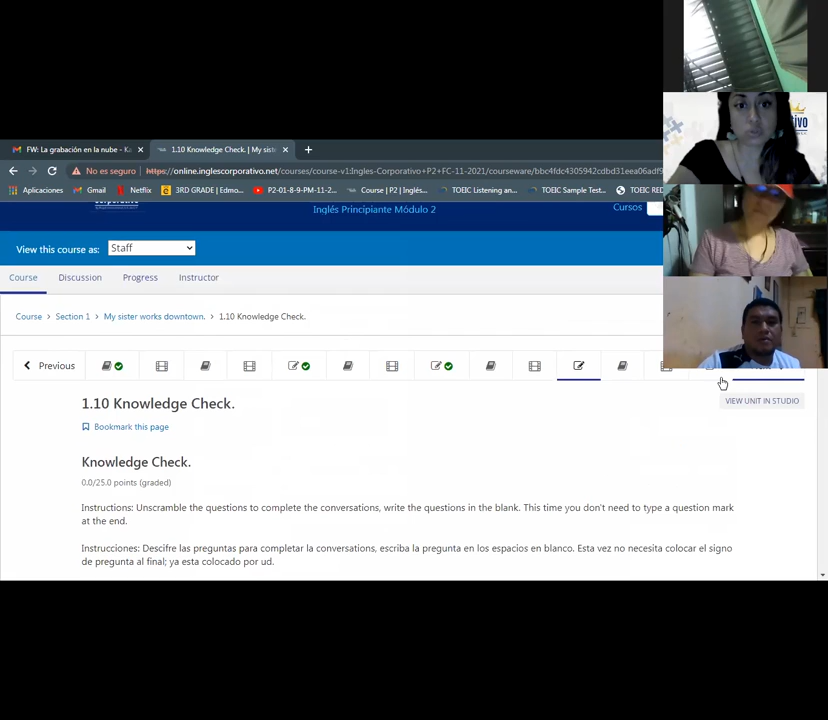 FW: La grabación en la nube - Ka
1.10 Knowledge Check. | My sist
No es seguro
https://online.inglescorporativo.net/courses/course-v1:Ingles-Corporativo+P2+FC-11-2021/courseware/bbc4fdc4305942cdbd31eea06adf9
Aplicaciones
Gmail
Netflix
3RD GRADE | Edmo...
P2-01-8-9-PM-11-2...
Course | P2 | Inglés...
TOEIC Listening an...
TOEIC Sample Test...
TOEIC RED
Inglés Principiante Módulo 2
Cursos
View this course as: Staff
Course Discussion Progress Instructor
Course > Section 1 > My sister works downtown. > 1.10 Knowledge Check.
Previous
1.10 Knowledge Check.
VIEW UNIT IN STUDIO
Bookmark this page
Knowledge Check.
0.0/25.0 points (graded)
Instructions: Unscramble the questions to complete the conversations, write the questions in the blank. This time you don't need to type a question mark
at the end.
Instrucciones: Descifre las preguntas para completar la conversations, escriba la pregunta en los espacios en blanco. Esta vez no necesita colocar el signo
de pregunta al final; ya esta colocado por ud.